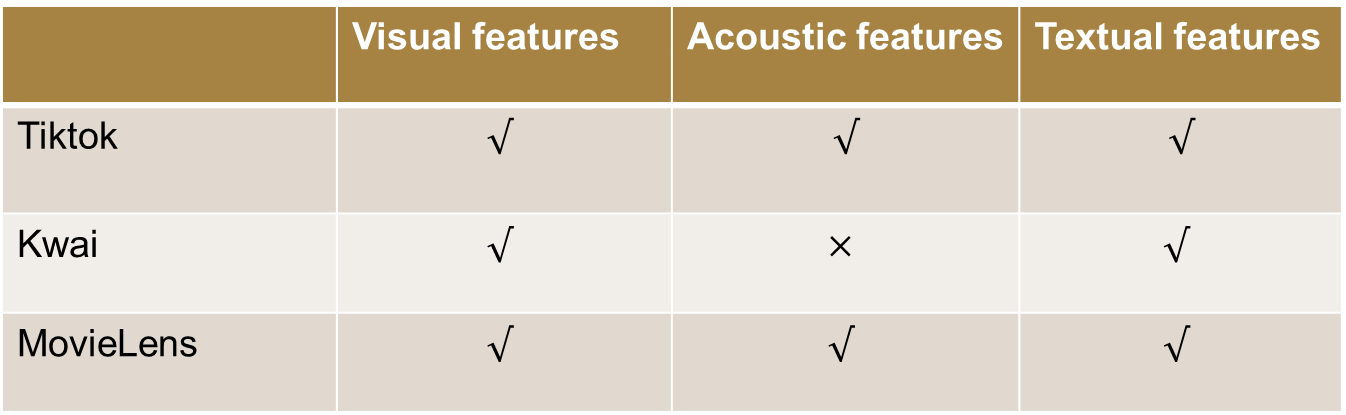 Visual features Acoustic features Textual features
Tiktok √ √ √
Kwai √ × √
MovieLens √ √ √